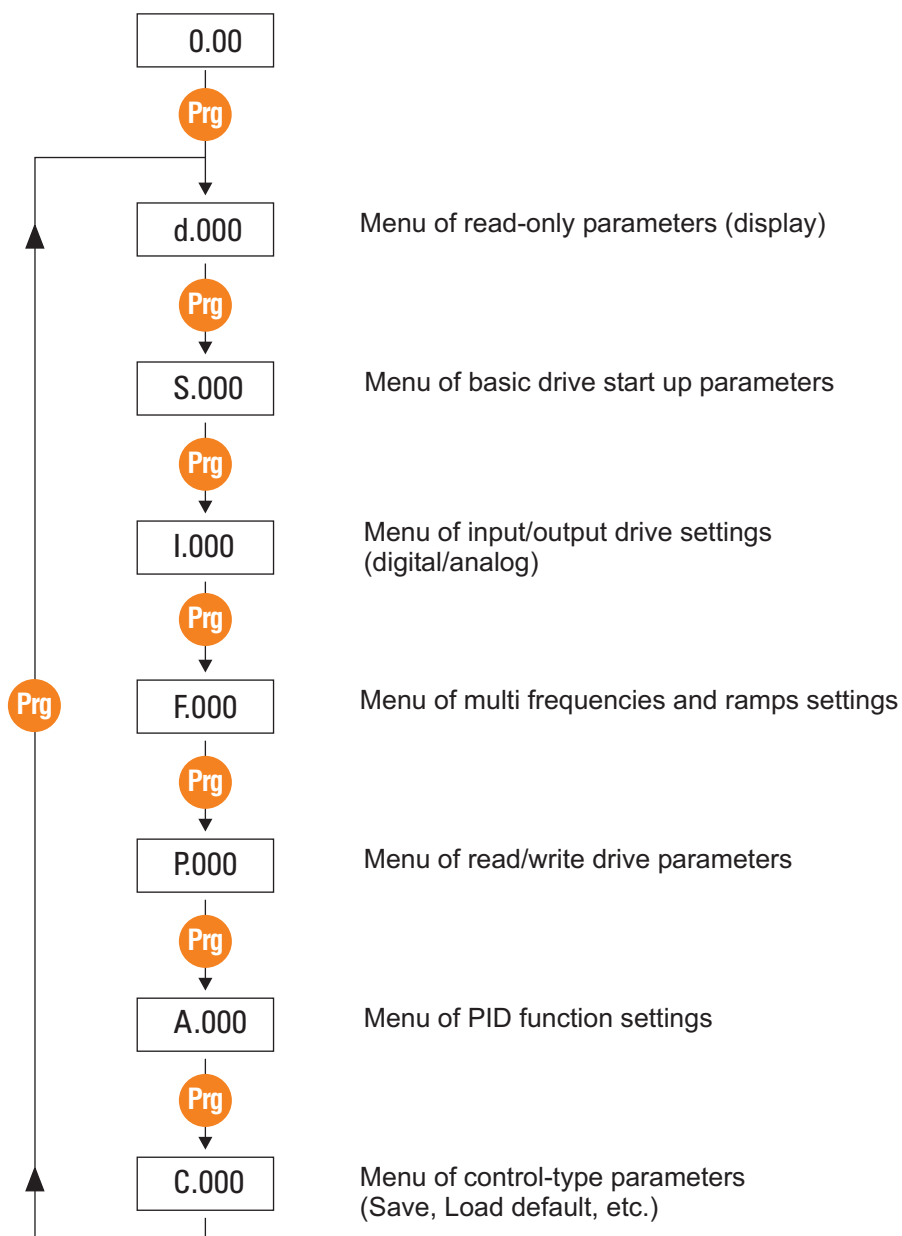 0.00
Prg
d.000
Menu of read-only parameters (display)
Prg
S.000
Menu of basic drive start up parameters
Prg
I.000
Menu of input/output drive settings
(digital/analog)
Prg
F.000
Menu of multi frequencies and ramps settings
Prg
Prg
P.000
Menu of read/write drive parameters
Prg
A.000
Menu of PID function settings
Prg
C.000
Menu of control-type parameters
(Save, Load default, etc.)